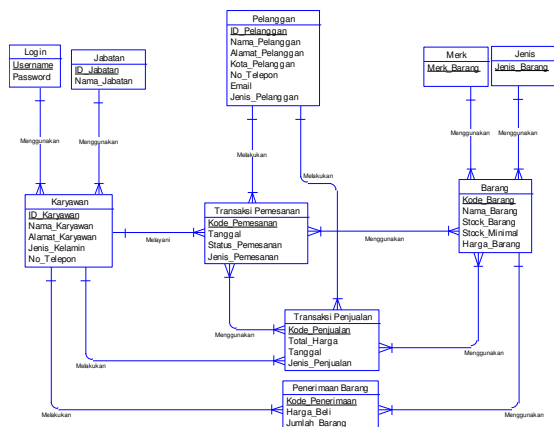 Pelanggan
ID_Pelanggan
Nama_Pelanggan
Alamat_Pelanggan
Kota_Pelanggan
No_Telepon
Email
Jenis_Pelanggan
Login
Username
Password
Jabatan
ID_Jabatan
Nama_Jabatan
Merk
Merk_Barang
Jenis
Jenis_Barang
Menggunakan
Menggunakan
Melakukan
Melakukan
Menggunakan
Menggunakan
Karyawan
ID_Karyawan
Nama_Karyawan
Alamat_Karyawan
Jenis_Kelamin
No_Telepon
Melayani
Transaksi Pemesanan
Kode_Pemesanan
Tanggal
Status_Pemesanan
Jenis_Pemesanan
Menggunakan
Barang
Kode_Barang
Nama_Barang
Stock_Barang
Stock_Minimal
Harga_Barang
Menggunakan
Transaksi Penjualan
Kode_Penjualan
Total_Harga
Tanggal
Jenis_Penjualan
Melakukan
Menggunakan
Penerimaan Barang
Kode_Penerimaan
Harga_Beli
Jumlah_Barang
Melakukan
Menggunakan